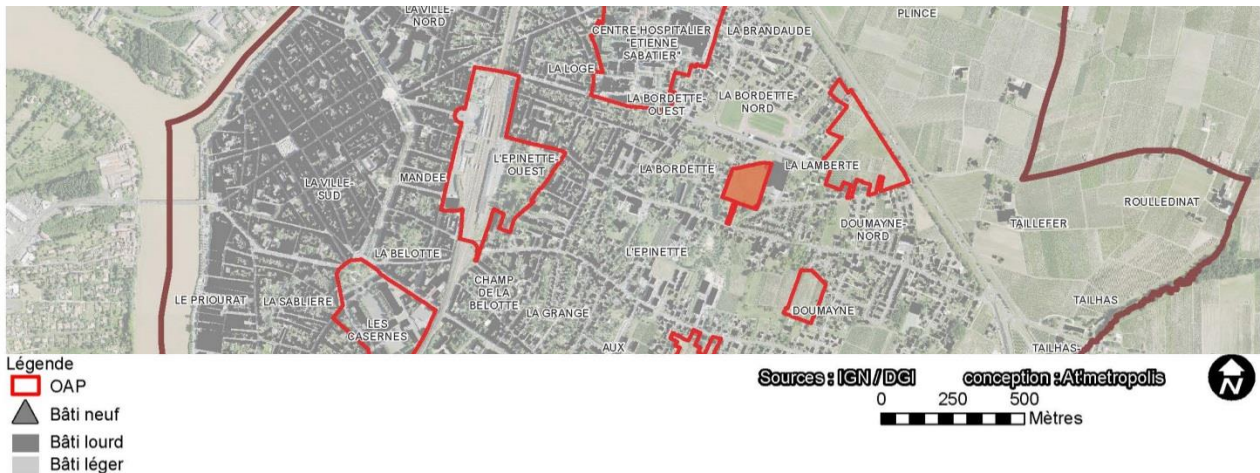 LA VILLE-
NORD
CENTRE HOSPITALIER
"ETIENNE
SABATIER"
LA BRANDAUDE
PLINCE
LA LOGE
LA BORDETTE-
OUEST
LA BORDETTE-
NORD
L'EPINETTE-
OUEST
LA BORDETTE
LA LAMBERTE
MANDEE
LA VILLE-
SUD
ROULLEDINAT
TAILLEFER
DOUMAYNE-
NORD
LA BELOTTE
L'EPINETTE
CHAMP
DE LA
BELOTTE
LE PRIOURAT
LA SABLIERE
LA GRANGE
DOUMAYNE
TAILHAS
LES
CASERNES
AUX
TAILHAS-
Légende
OAP
Bâti neuf
Bâti lourd
Bâti léger
Sources : IGN / DGI conception : At'metropolis
0 250 500
Mètres
N